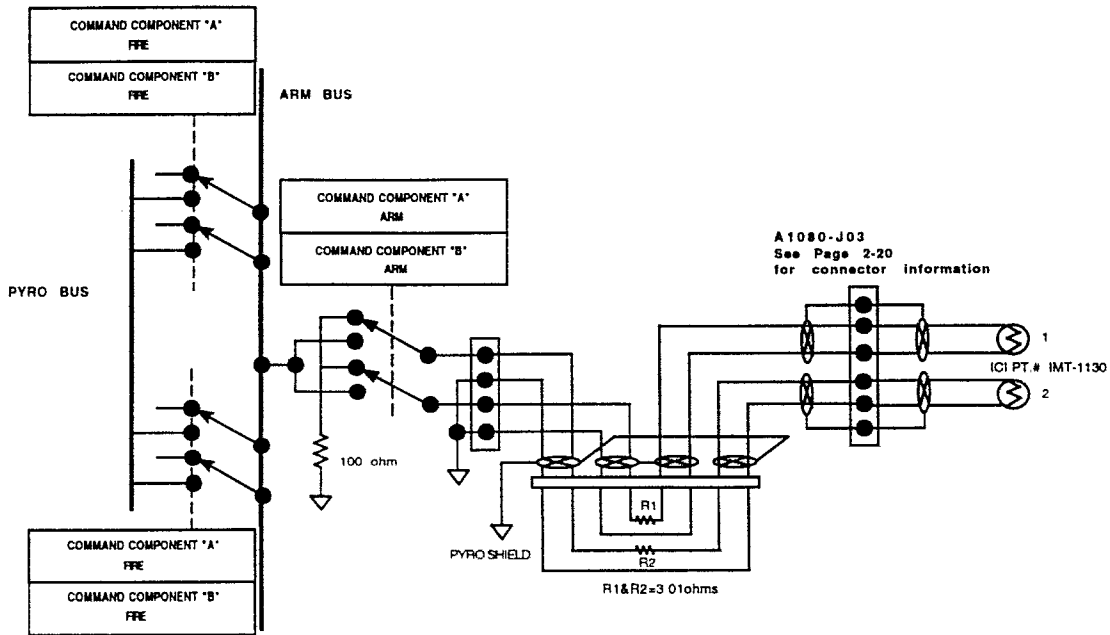 COMMAND COMPONENT "A"
FIRE
COMMAND COMPONENT "B"
FIRE
ARM BUS
COMMAND COMPONENT "A"
ARM
COMMAND COMPONENT "B"
ARM
PYRO BUS
A1080-J03
See Page 2-20
for connector information
1
ICI PT.# IMT-1130
2
100 ohm
R1
R2
PYRO SHIELD
R1&R2=3 01ohms
COMMAND COMPONENT "A"
FIRE
COMMAND COMPONENT "B"
FIRE